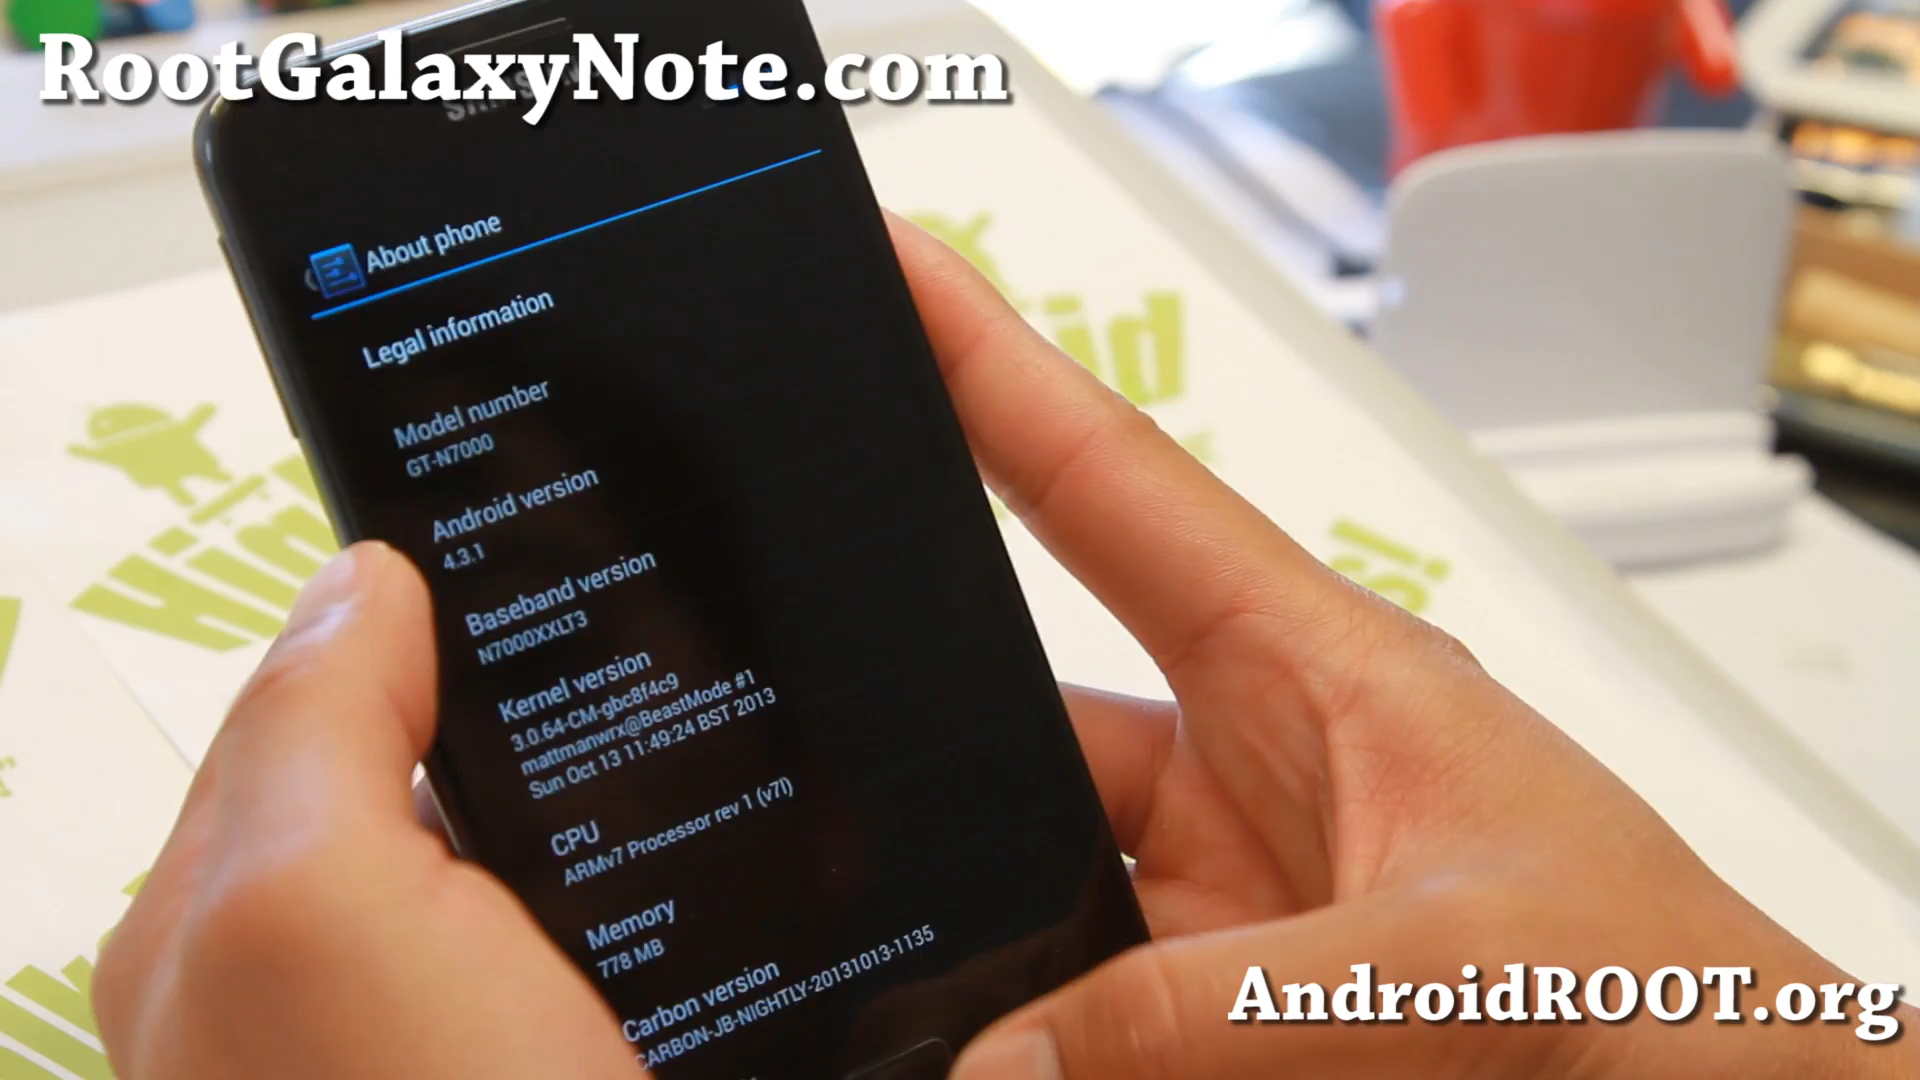 RootGalaxyNote.com
SAMSUNG
About phone
Legal information
Model number
GT-N7000
Android version
4.3.1
Baseband version
N7000XXLT3
Kernel version
3.0.64-CM-gbc8f4c9
mattmanwrx@BeastMode #1
Sun Oct 13 11:49:24 BST 2013
CPU
ARMv7 Processor rev 1 (v7l)
Memory
778 MB
Carbon version
CARBON-JB-NIGHTLY-20131013-1135
AndroidROOT.org